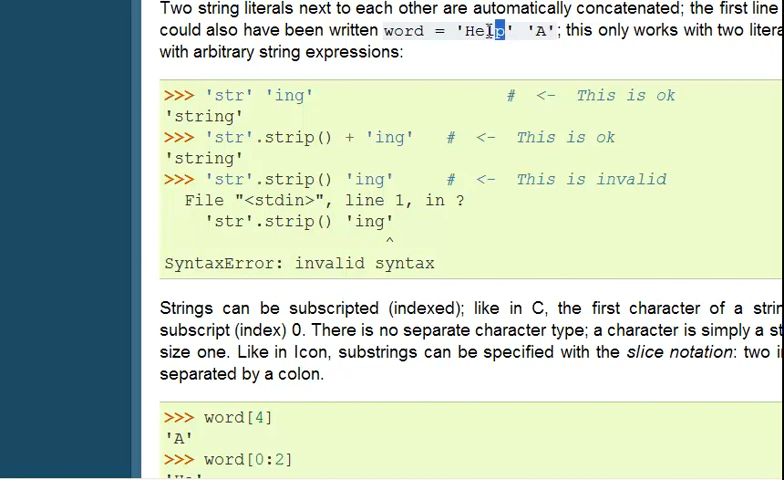 Two string literals next to each other are automatically concatenated; the first line
could also have been written word = 'Help' 'A'; this only works with two
with arbitrary string expressions:
>>> 'str' 'ing' # <- This is ok
'string'
>>> 'str'.strip() + 'ing' # <- This is ok
'string'
>>> 'str'.strip() 'ing' # <- This is invalid
File "<stdin>", line 1, in ?
'str'.strip() 'ing'
^
SyntaxError: invalid syntax
Strings can be subscripted (indexed); like in C, the first character of a
subscript (index) 0. There is no separate character type; a character is simply a
size one. Like in Icon, substrings can be specified with the slice notation: two
separated by a colon.
>>> word[4]
'A'
>>> word[0:2]